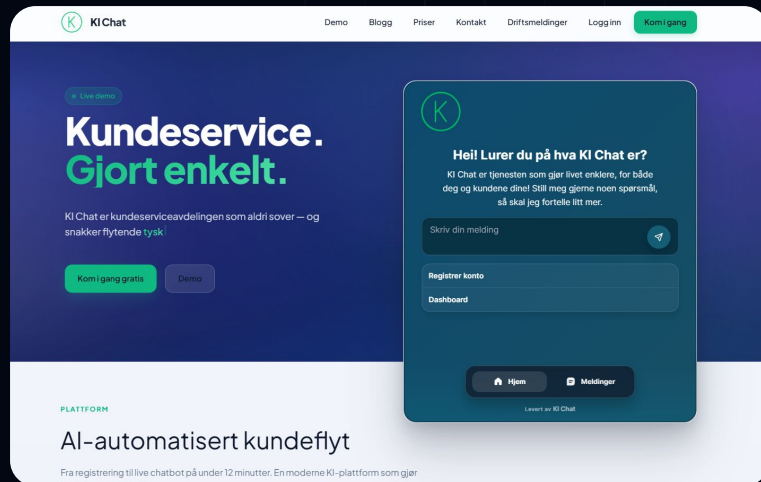 KI Chat
Demo
Blogg
Priser
Kontakt
Driftsmeldinger
Logg inn
Kom i gang
Live demo
Kundeservice.
Gjort enkelt.
KI Chat er kundeserviceavdelingen som aldri sover — og
snakker flytende tysk
Kom i gang gratis
Demo
K
Hei! Lurer du på hva KI Chat er?
KI Chat er tjenesten som gjør livet enklere, for både
deg og kundene dine! Still meg gjerne noen spørsmål,
så skal jeg fortelle litt mer.
Skriv din melding
Registrer konto
Dashboard
Hjem
Meldinger
Levert av KI Chat
PLATTFORM
AI-automatisert kundeflyt
Fra registrering til live chatbot på under 12 minutter. En moderne KI-plattform som gjør